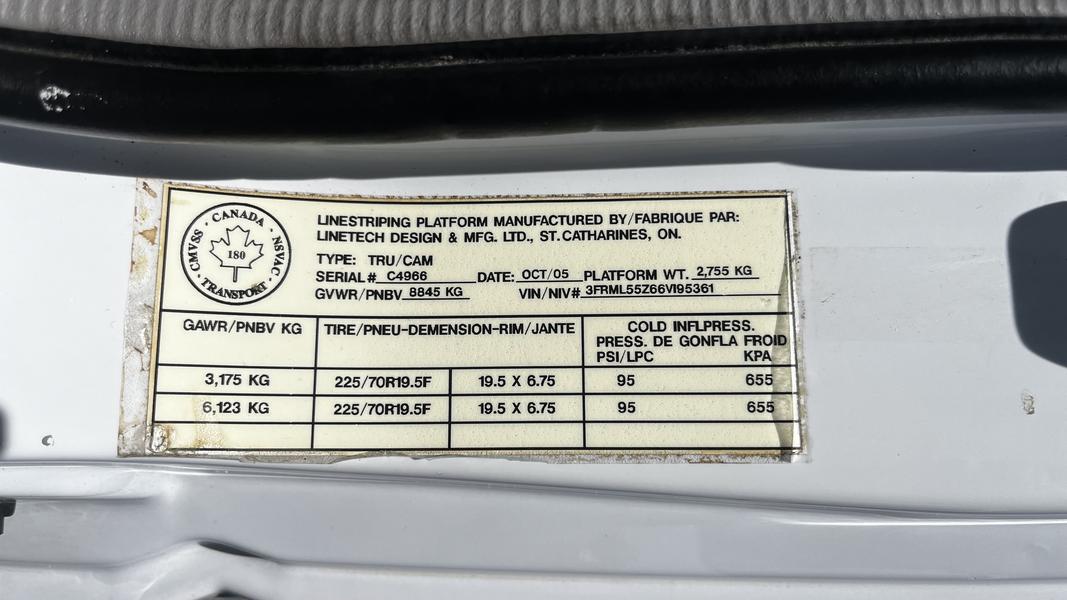 CANADA
CMVSS · NSVAC
180
TRANSPORT
LINESTRIPING PLATFORM MANUFACTURED BY/FABRIQUE PAR:
LINETECH DESIGN & MFG. LTD., ST.CATHARINES, ON.
TYPE: TRU/CAM
SERIAL# C4966 DATE: OCT/05 PLATFORM WT. 2,755 KG
GVWR/PNBV 8845 KG VIN/NIV# 3FRML55Z66V195361
GAWR/PNBV KG TIRE/PNEU-DEMENSION-RIM/JANTE COLD INFLPRESS.
PRESS. DE GONFLA FROID
PSI/LPC KPA
3,175 KG 225/70R19.5F 19.5 X 6.75 95 655
6,123 KG 225/70R19.5F 19.5 X 6.75 95 655